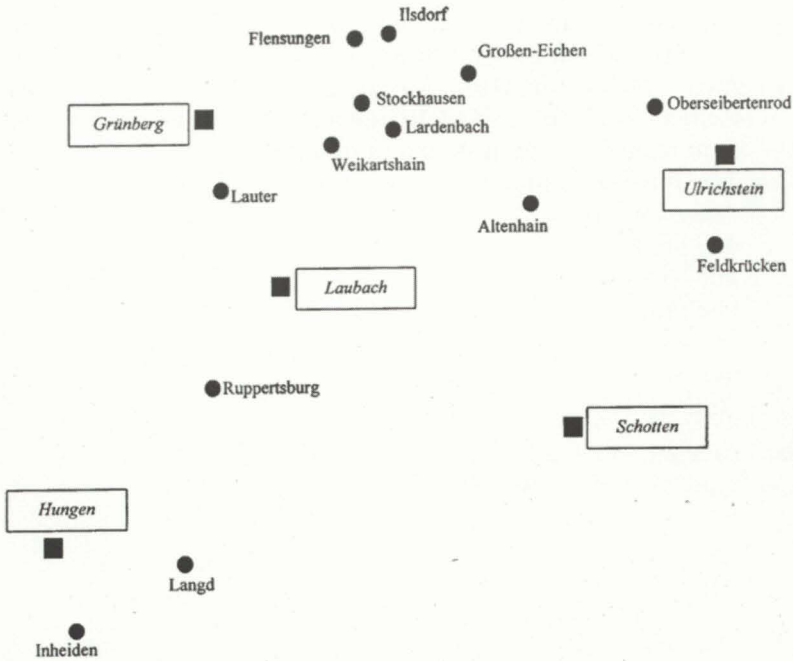 Ilsdorf
Flensungen
Großen-Eichen
Stockhausen
Oberseibertenrod
Grünberg
Lardenbach
Weikartshain
Ulrichstein
Lauter
Altenhain
Feldkrücken
Laubach
Ruppertsburg
Schotten
Hungen
Langd
Inheiden